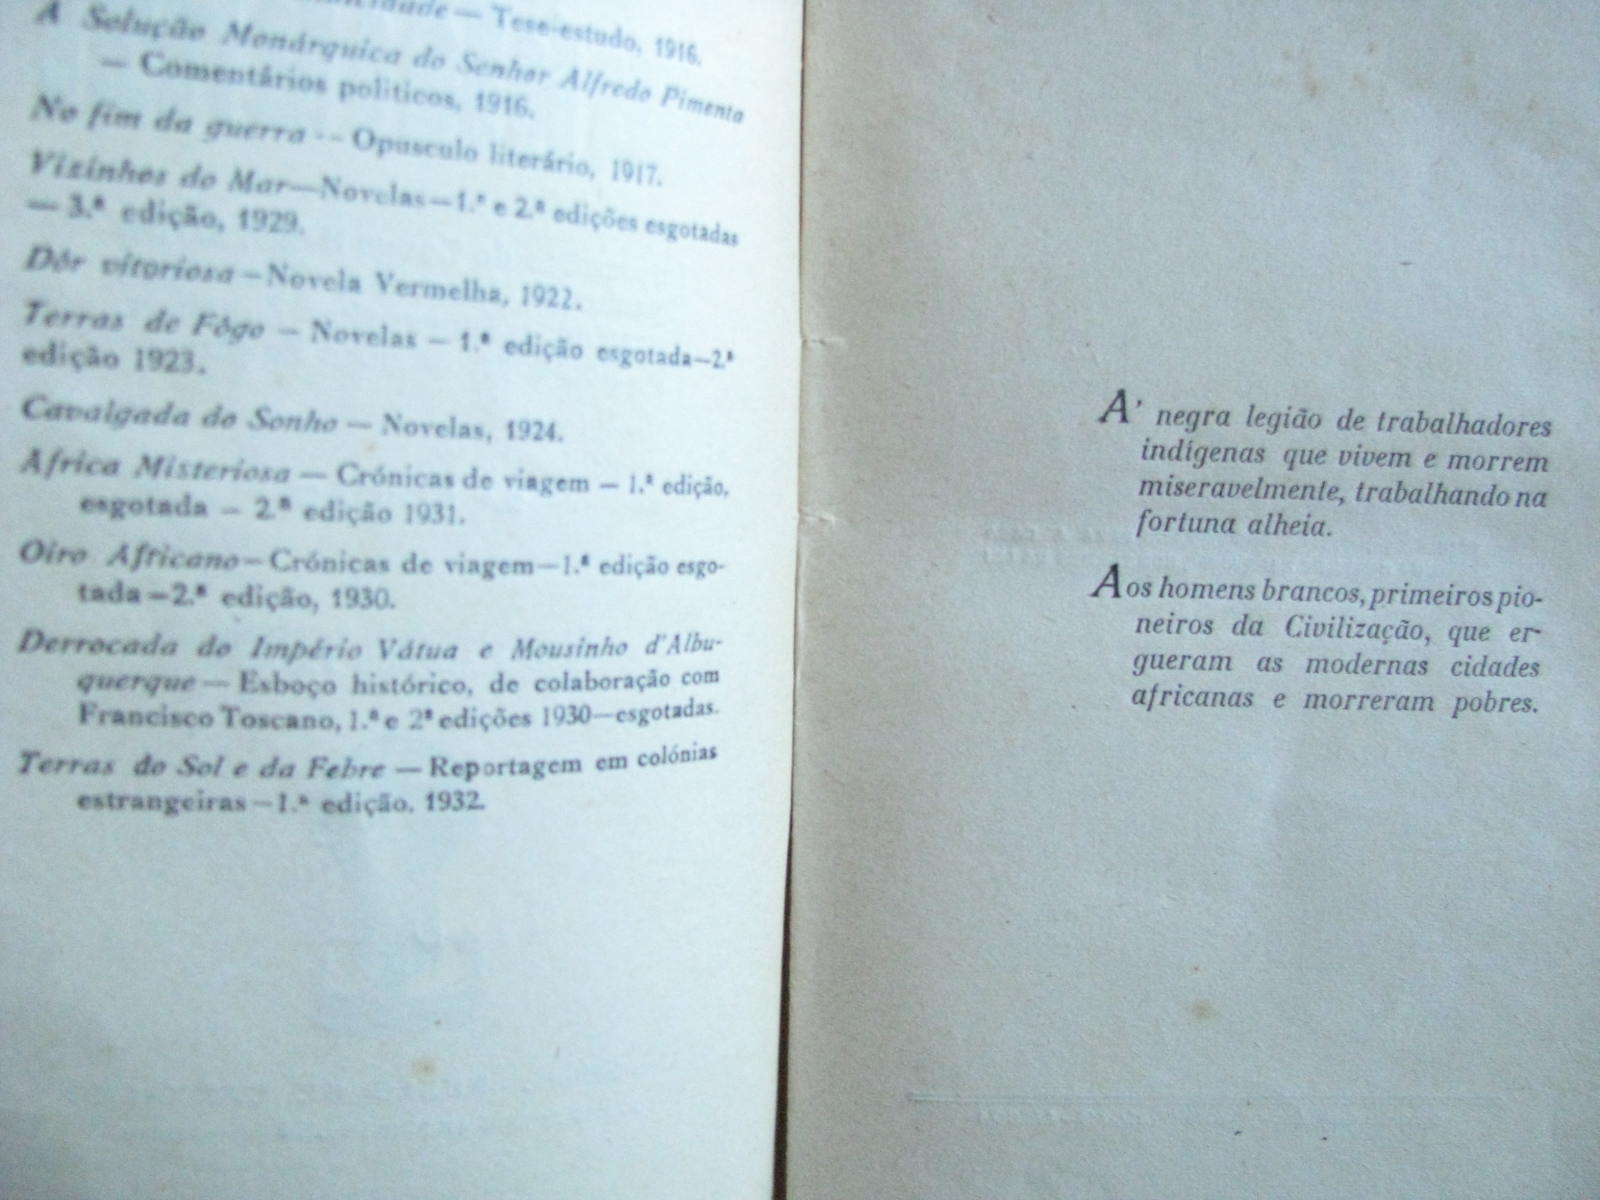 — Tese-estudo, 1916.
A Solução Monárquica do Senhor Alfredo Pimenta
— Comentários politicos, 1916.
No fim da guerra -- Opusculo literário, 1917.
Vizinhos do Mar—Novelas—1.ª e 2.ª edições esgotadas
— 3.ª edição, 1929.
Dôr vitoriosa—Novela Vermelha, 1922.
Terras de Fôgo — Novelas — 1.ª edição esgotada—2.ª
edição 1923.
Cavalgada do Sonho — Novelas, 1924.
Africa Misteriosa — Crónicas de viagem — 1.ª edição,
esgotada — 2.ª edição 1931.
Oiro Africano—Crónicas de viagem—1.ª edição esgo-
tada—2.ª edição, 1930.
Derrocada do Império Vátua e Mousinho d'Albu-
querque — Esboço histórico, de colaboração com
Francisco Toscano, 1.ª e 2ª edições 1930—esgotadas.
Terras do Sol e da Febre — Reportagem em colónias
estrangeiras—1.ª edição, 1932.
A' negra legião de trabalhadores
indígenas que vivem e morrem
miseravelmente, trabalhando na
fortuna alheia.
Aos homens brancos, primeiros pio-
neiros da Civilização, que er-
gueram as modernas cidades
africanas e morreram pobres.